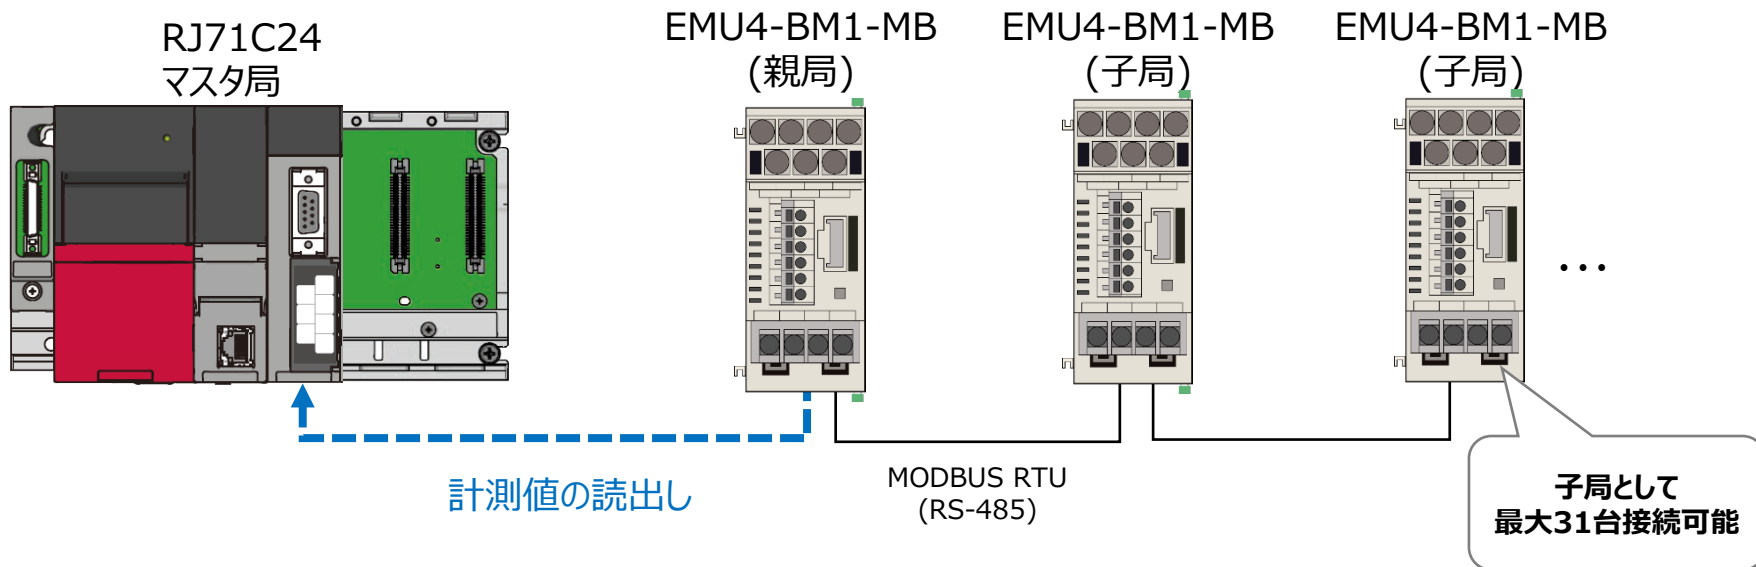 RJ71C24
マスタ局
EMU4-BM1-MB
(親局)
EMU4-BM1-MB
(子局)
EMU4-BM1-MB
(子局)
・・・
計測値の読出し
MODBUS RTU
(RS-485)
子局として
最大31台接続可能